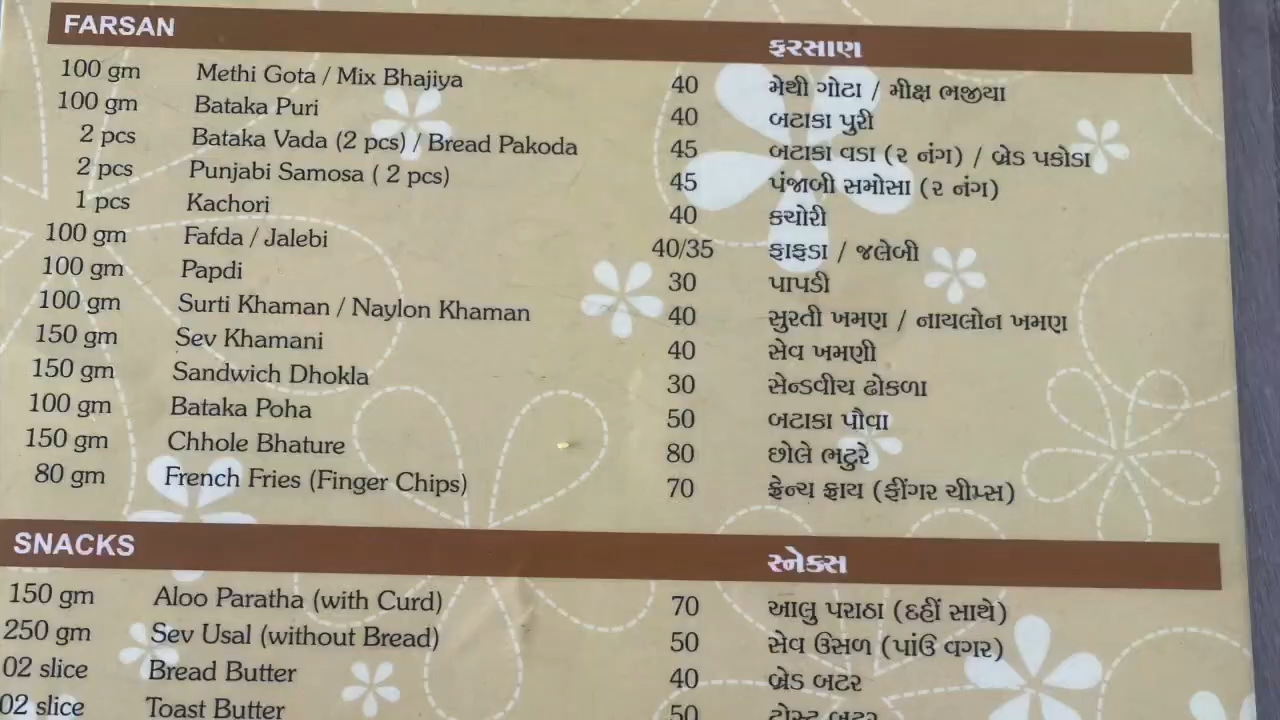 FARSAN ફરસાણ
100 gm Methi Gota / Mix Bhajiya 40 મેથી ગોટા / મીક્ષ ભજીયા
100 gm Bataka Puri 40 બટાકા પુરી
2 pcs Bataka Vada (2 pcs) / Bread Pakoda 45 બટાકા વડા (૨ નંગ) / બ્રેડ પકોડા
2 pcs Punjabi Samosa ( 2 pcs) 45 પંજાબી સમોસા (૨ નંગ)
1 pcs Kachori 40 કચોરી
100 gm Fafda / Jalebi 40/35 ફાફડા / જલેબી
100 gm Papdi 30 પાપડી
100 gm Surti Khaman / Naylon Khaman 40 સુરતી ખમણ / નાયલોન ખમણ
150 gm Sev Khamani 40 સેવ ખમણી
150 gm Sandwich Dhokla 30 સેન્ડવીચ ઢોકળા
100 gm Bataka Poha 50 બટાકા પૌવા
150 gm Chhole Bhature 80 છોલે ભટુરે
80 gm French Fries (Finger Chips) 70 ફ્રેન્ચ ફ્રાય (ફીંગર ચીપ્સ)
SNACKS સ્નેક્સ
150 gm Aloo Paratha (with Curd) 70 આલુ પરાઠા (દહીં સાથે)
250 gm Sev Usal (without Bread) 50 સેવ ઉસળ (પાંઉ વગર)
02 slice Bread Butter 40 બ્રેડ બટર
02 slice Toast Butter 50 ટોસ્ટ બટર